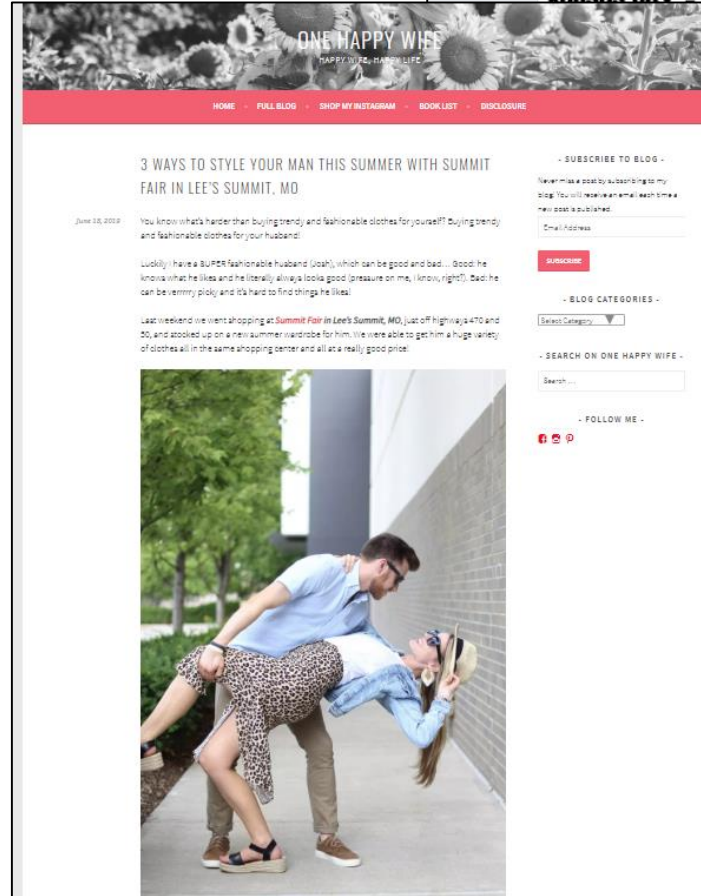 ONE HAPPY WIFE
HAPPY WIFE, HAPPY LIFE
HOME - FULL BLOG - SHOP MY INSTAGRAM - BOOK LIST - DISCLOSURE
3 WAYS TO STYLE YOUR MAN THIS SUMMER WITH SUMMIT
FAIR IN LEE'S SUMMIT, MO
June 18, 2019
You know what's harder than buying trendy and fashionable clothes for yourself? Buying trendy
and fashionable clothes for your husband!
Luckily I have a SUPER fashionable husband (Josh), which can be good and bad... Good: he
knows what he likes and he literally always looks good (pressure on me, I know, right?). Bad: he
can be verrrrry picky and it's hard to find things he likes!
Last weekend we went shopping at Summit Fair in Lee's Summit, MO, just off highways 470 and
50, and stocked up on a new summer wardrobe for him. We were able to get him a huge variety
of clothes all in the same shopping center and all at a really good price!
- SUBSCRIBE TO BLOG -
Never miss a post by subscribing to my
blog! You will receive an email each time a
new post is published.
Email Address
SUBSCRIBE
- BLOG CATEGORIES -
Select Category
- SEARCH ON ONE HAPPY WIFE -
Search ...
- FOLLOW ME -